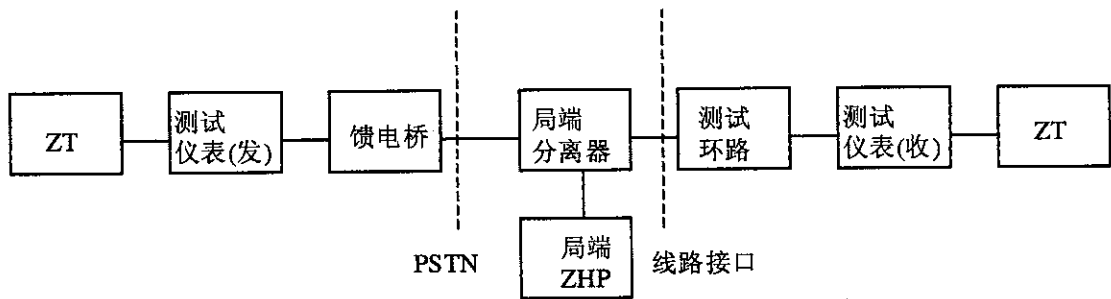 ZT
测试
仪表(发)
馈电桥
局端
分离器
测试
环路
测试
仪表(收)
ZT
PSTN
局端
ZHP
线路接口